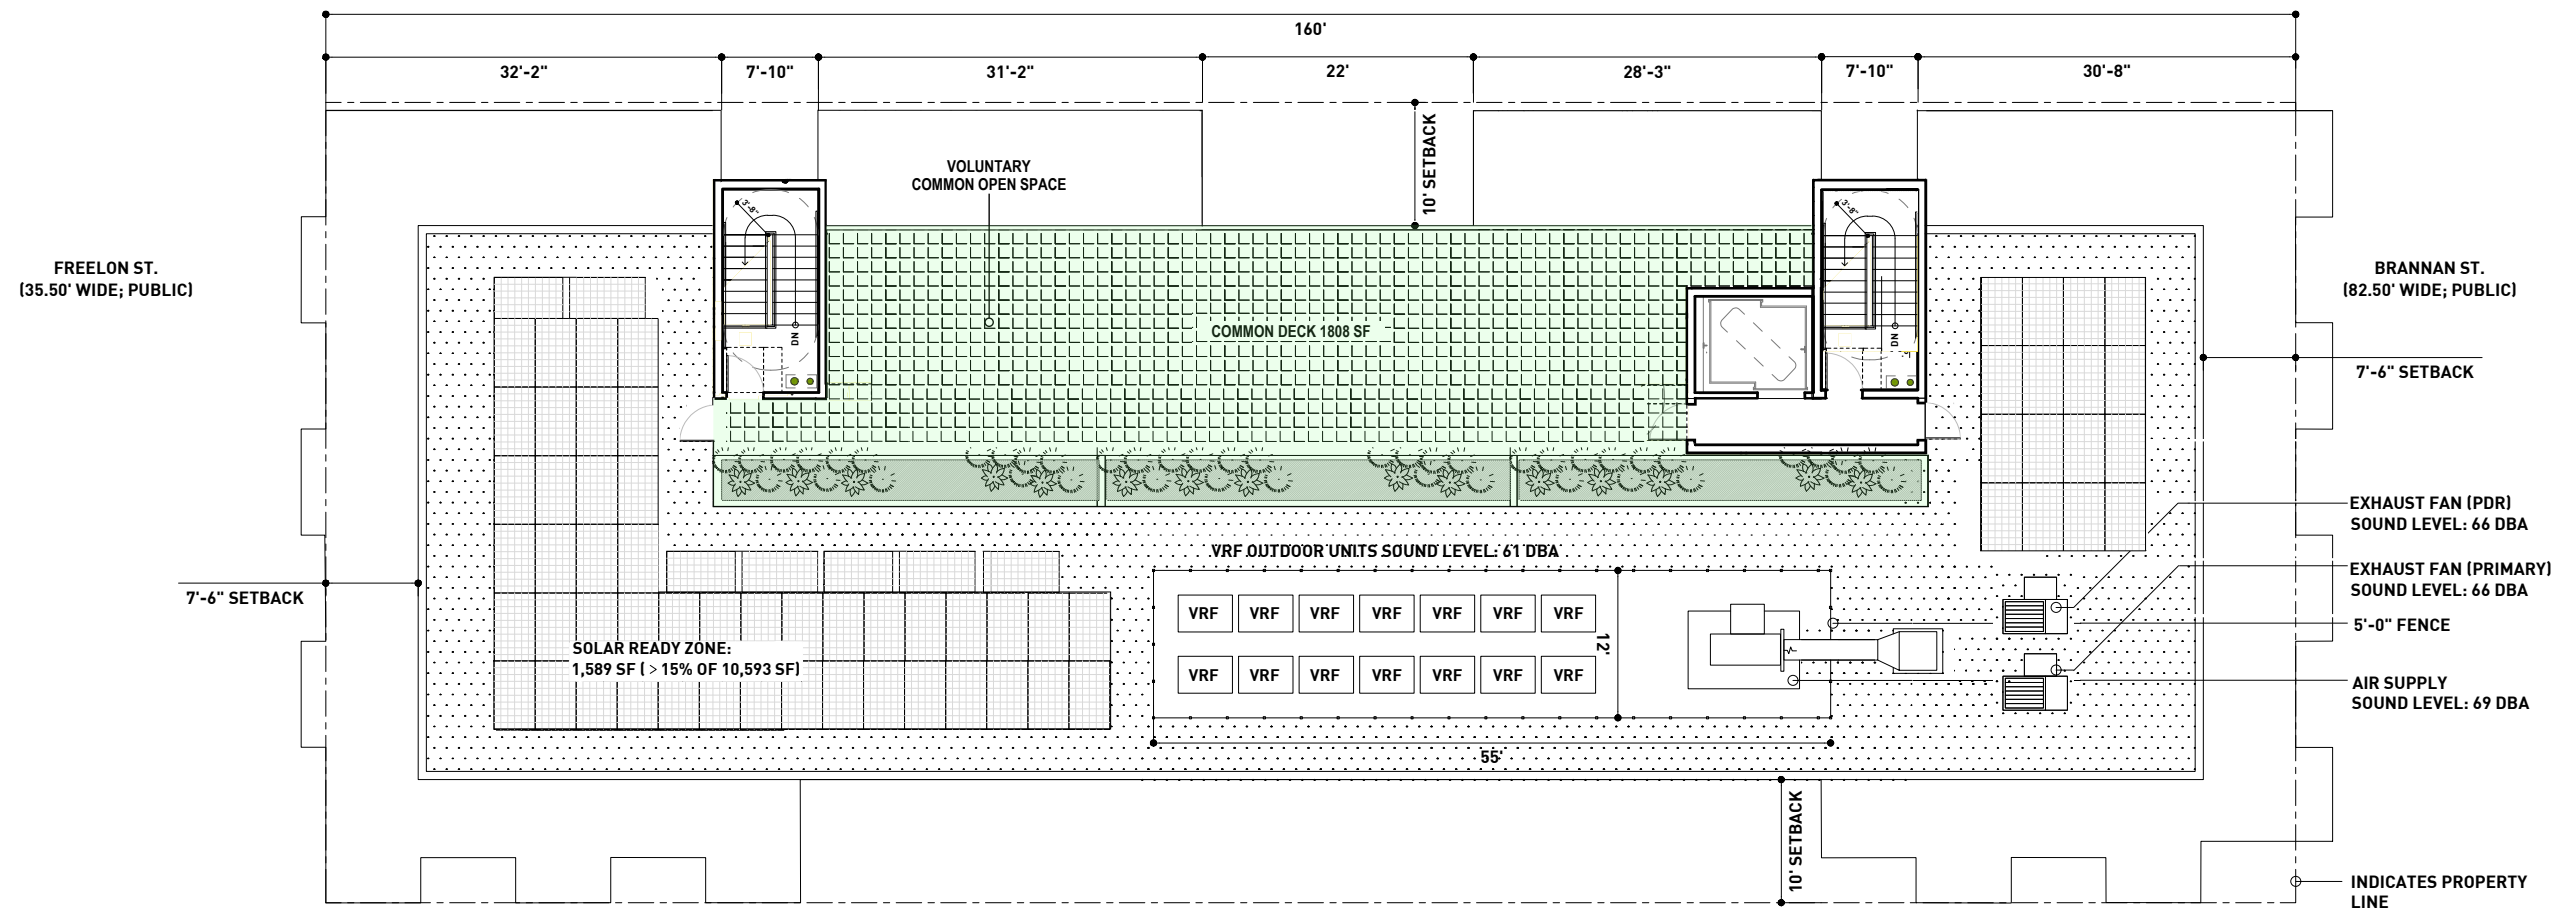 160'
32'-2"
7'-10"
31'-2"
22'
28'-3"
7'-10"
30'-8"
10' SETBACK
VOLUNTARY
COMMON OPEN SPACE
3'-8"
3'-8"
FREELON ST.
(35.50' WIDE; PUBLIC)
BRANNAN ST.
(82.50' WIDE; PUBLIC)
COMMON DECK 1808 SF
DN
DN
7'-6" SETBACK
EXHAUST FAN (PDR)
SOUND LEVEL: 66 DBA
VRF OUTDOOR UNITS SOUND LEVEL: 61 DBA
EXHAUST FAN (PRIMARY)
SOUND LEVEL: 66 DBA
7'-6" SETBACK
VRF VRF VRF VRF VRF VRF VRF
5'-0" FENCE
12'
SOLAR READY ZONE:
1,589 SF ( >15% OF 10,593 SF)
VRF VRF VRF VRF VRF VRF VRF
AIR SUPPLY
SOUND LEVEL: 69 DBA
55'
10' SETBACK
INDICATES PROPERTY
LINE